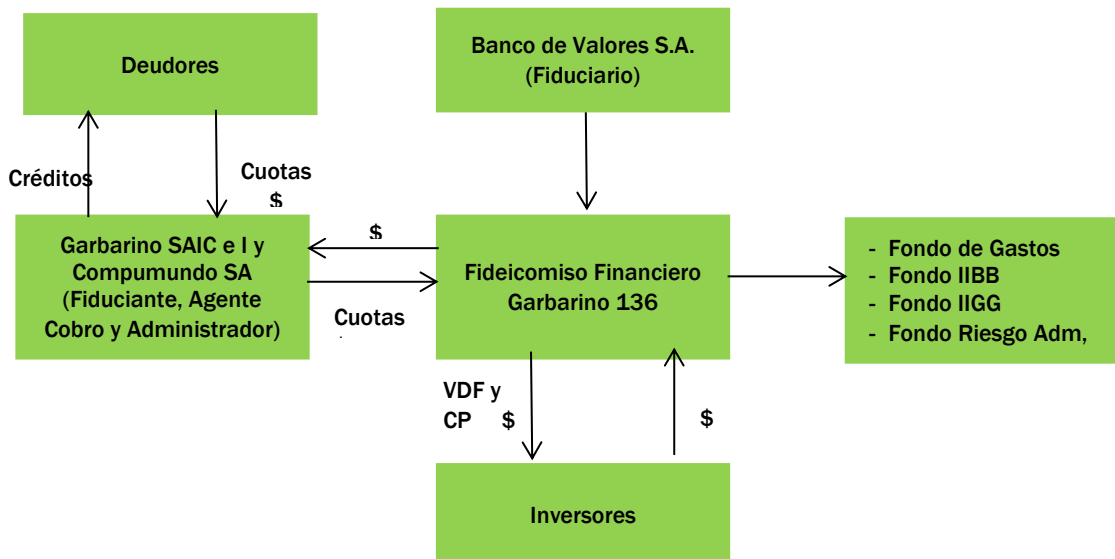 Deudores
Banco de Valores S.A.
(Fiduciario)
Créditos
Cuotas
$
Garbarino SAIC e I y
Compumundo SA
(Fiduciante, Agente
Cobro y Administrador)
$
Cuotas
Fideicomiso Financiero
Garbarino 136
- Fondo de Gastos
- Fondo IIBB
- Fondo IIGG
- Fondo Riesgo Adm,
VDF y
CP $
$
Inversores